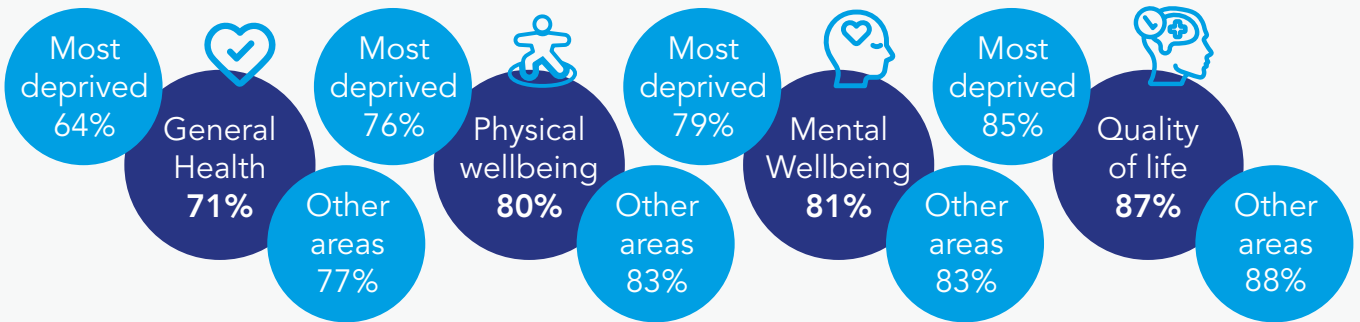 Most
deprived
64%
General
Health
71%
Other
areas
77%
Most
deprived
76%
Physical
wellbeing
80%
Other
areas
83%
Most
deprived
79%
Mental
Wellbeing
81%
Other
areas
83%
Most
deprived
85%
Quality
of life
87%
Other
areas
88%